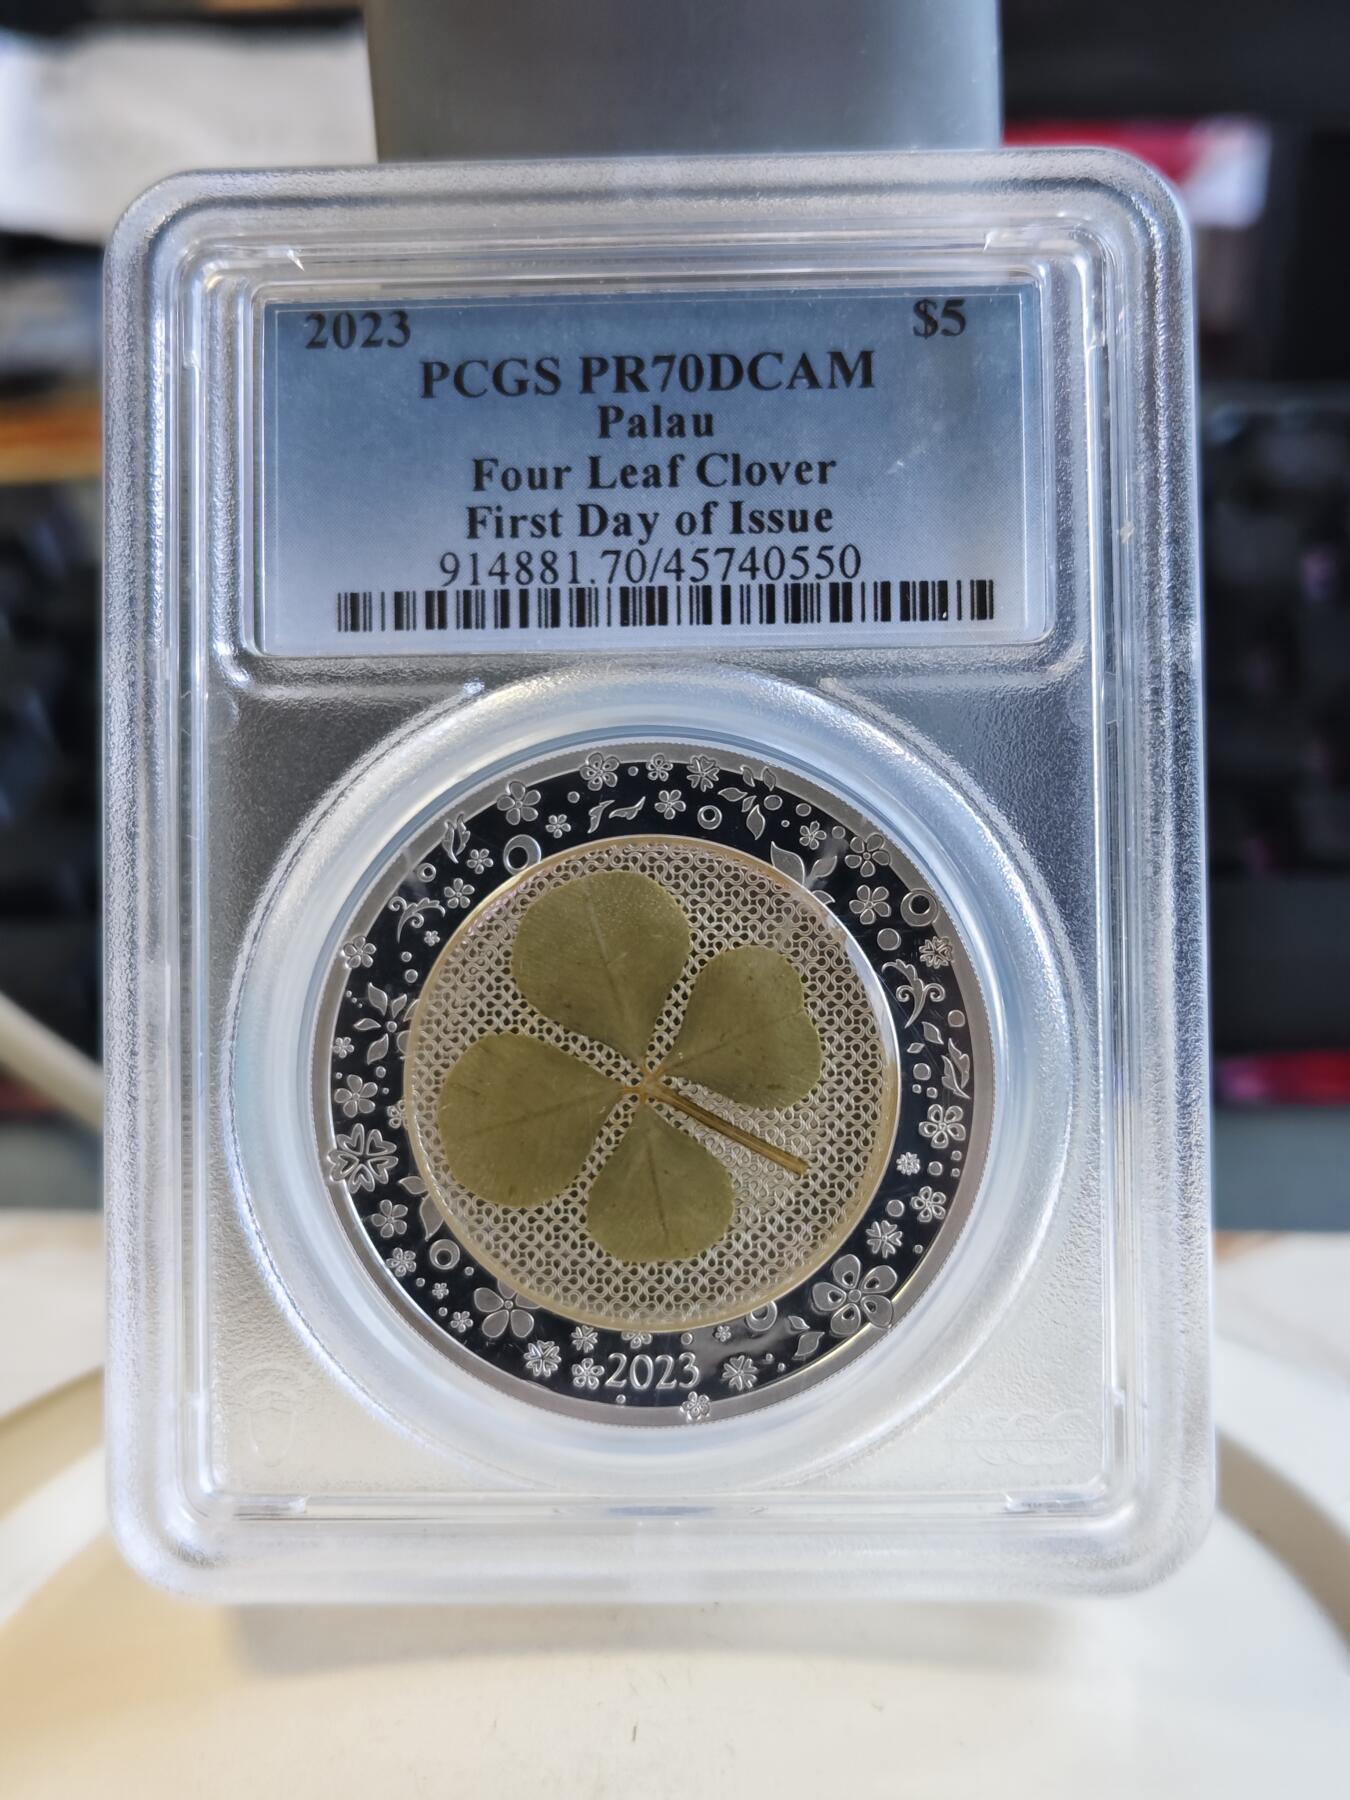 2023 $5
PCGS PR70DCAM
Palau
Four Leaf Clover
First Day of Issue
914881.70/45740550
2023